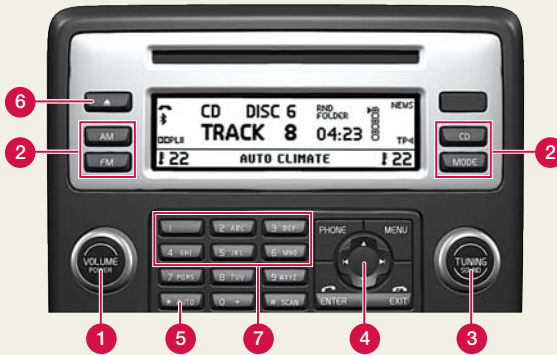 6
2
AM
FM
CD DISC 6 RND FOLDER NEWS
DDPLII TRACK 8 04:23 TP
22 AUTO CLIMATE 22
CD
MODE
2
VOLUME
POWER
1
1
2 ABC
3 DEF
4 GHI
5 JKL
6 MNO
7 PQRS
8 TUV
9 WXYZ
* AUTO
0 +
# SCAN
5
7
PHONE
MENU
ENTER
EXIT
4
TUNING
SOUND
3